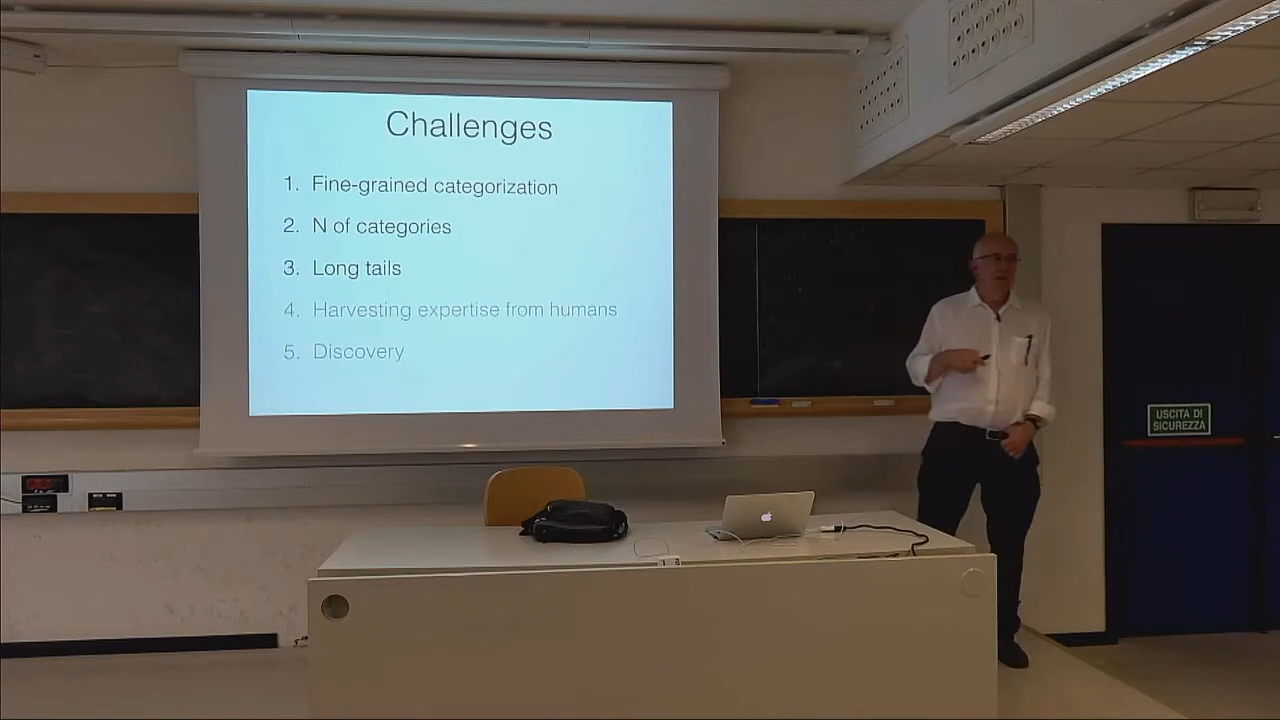 Challenges
1. Fine-grained categorization
2. N of categories
3. Long tails
4. Harvesting expertise from humans
5. Discovery
USCITA DI
SICUREZZA